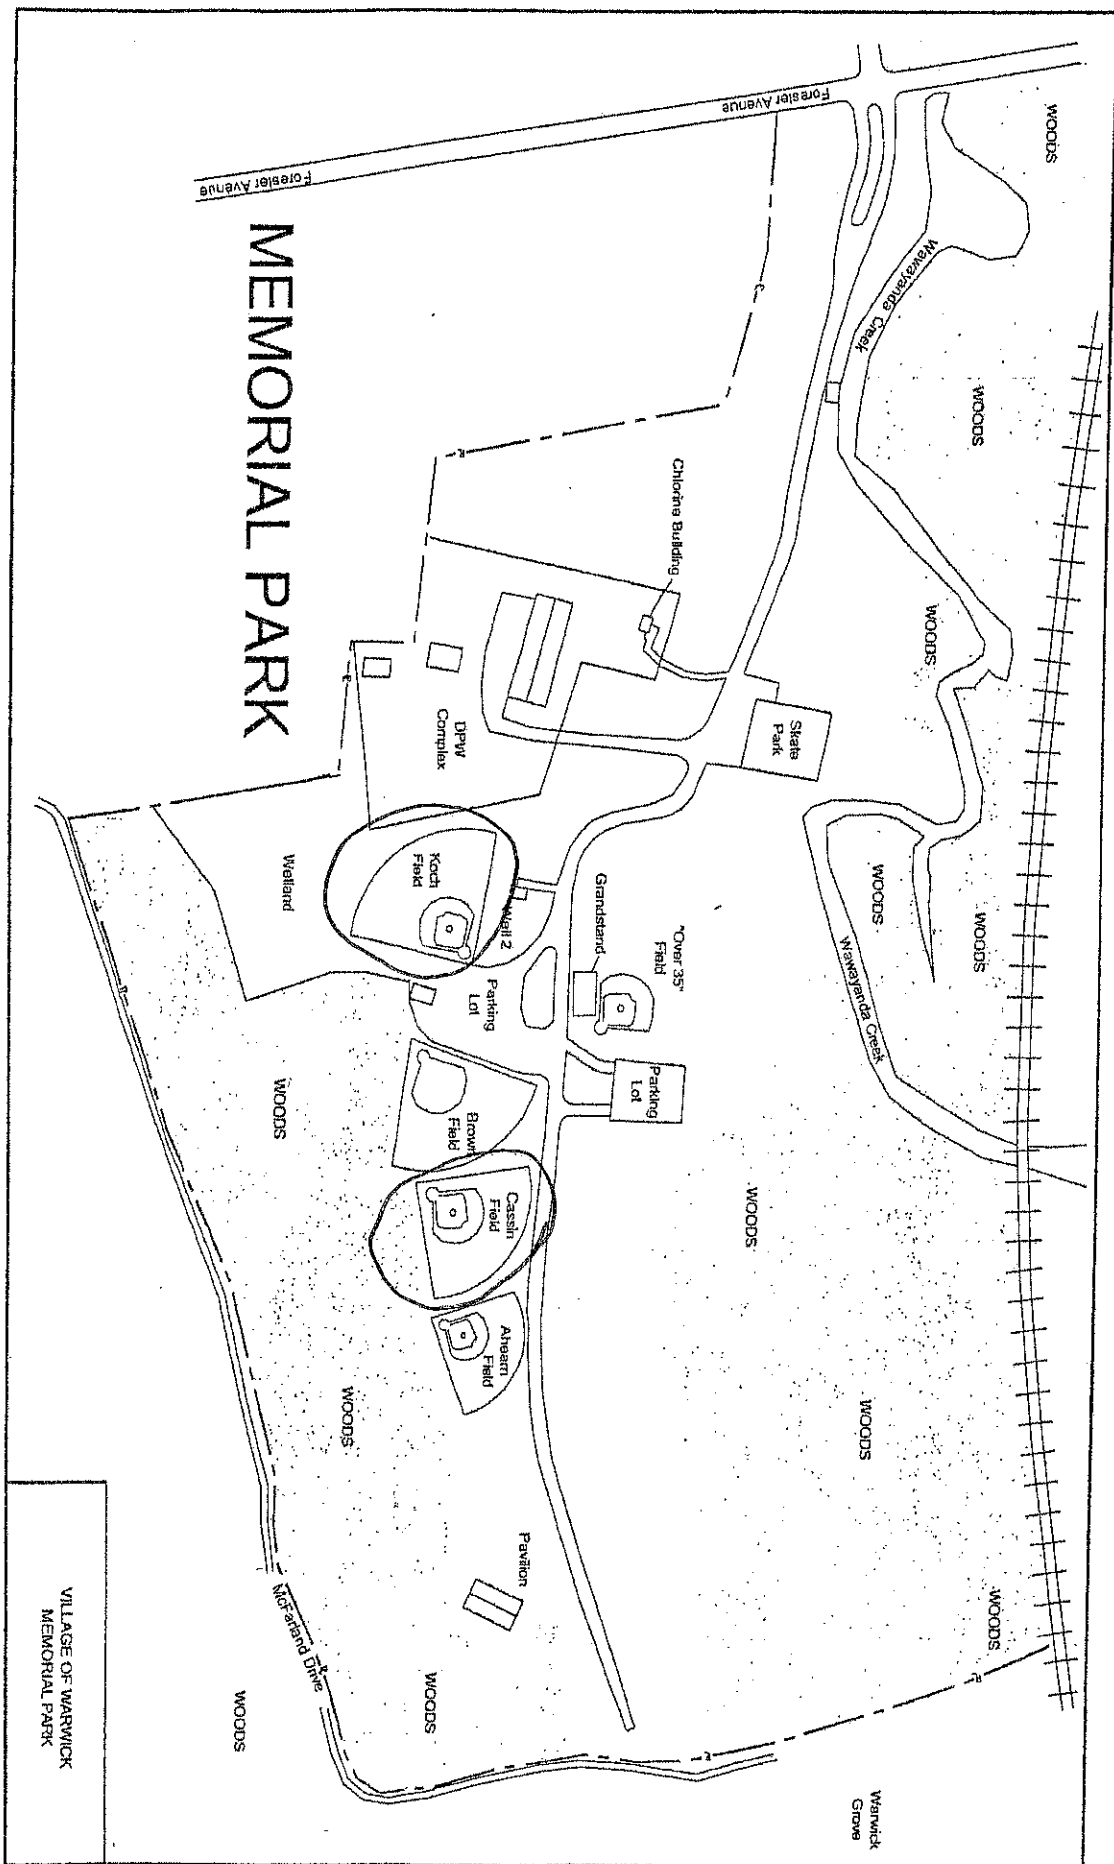 WOODS
Forester Avenue
Forester Avenue
Wawayanda Creek
WOODS
MEMORIAL PARK
Chlorine Building
WOODS
Skate
Park
DPW
Complex
WOODS
WOODS
Wetland
Koch
Field
Well 2
Grandstand
"Over 35"
Field
Wawayanda Creek
Parking
Lot
Parking
Lot
WOODS
Brown
Field
WOODS
Cassin
Field
Ahearn
Field
WOODS
WOODS
Pavilion
WOODS
McFarland Drive
WOODS
WOODS
Warwick
Grove
VILLAGE OF WARWICK
MEMORIAL PARK